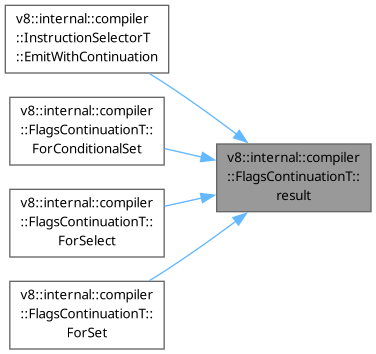 v8::internal::compiler
::InstructionSelectorT
::EmitWithContinuation
v8::internal::compiler
::FlagsContinuationT::
ForConditionalSet
v8::internal::compiler
::FlagsContinuationT::
result
v8::internal::compiler
::FlagsContinuationT::
ForSelect
v8::internal::compiler
::FlagsContinuationT::
ForSet